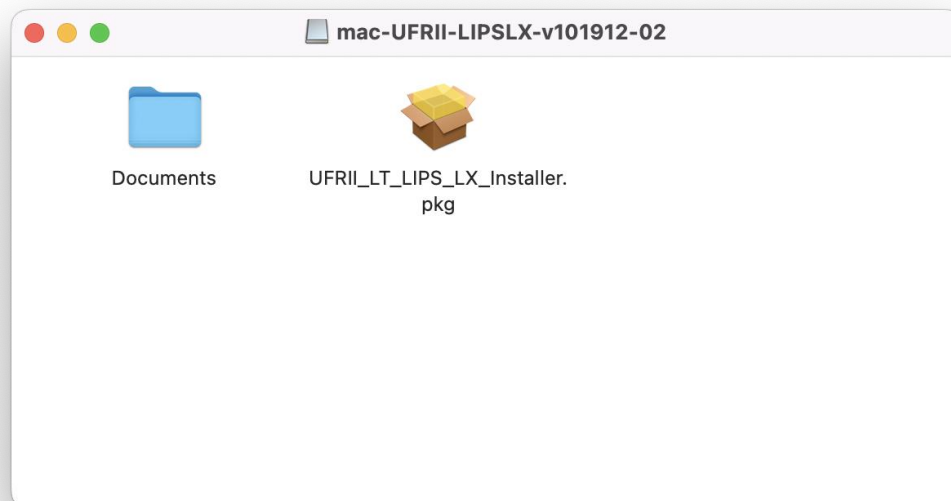 mac-UFRII-LIPSLX-v101912-02
Documents
UFRII_LT_LIPS_LX_Installer.
pkg